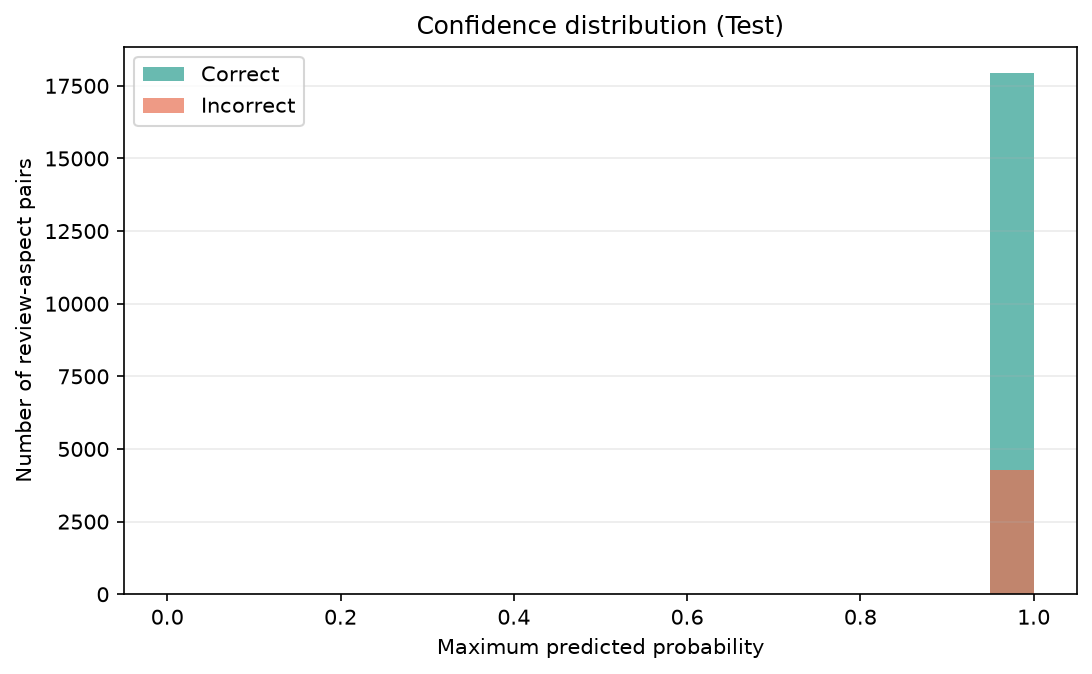 Confidence distribution (Test)
Correct
Incorrect
17500
15000
12500
10000
7500
5000
2500
0
Number of review-aspect pairs
0.0 0.2 0.4 0.6 0.8 1.0
Maximum predicted probability